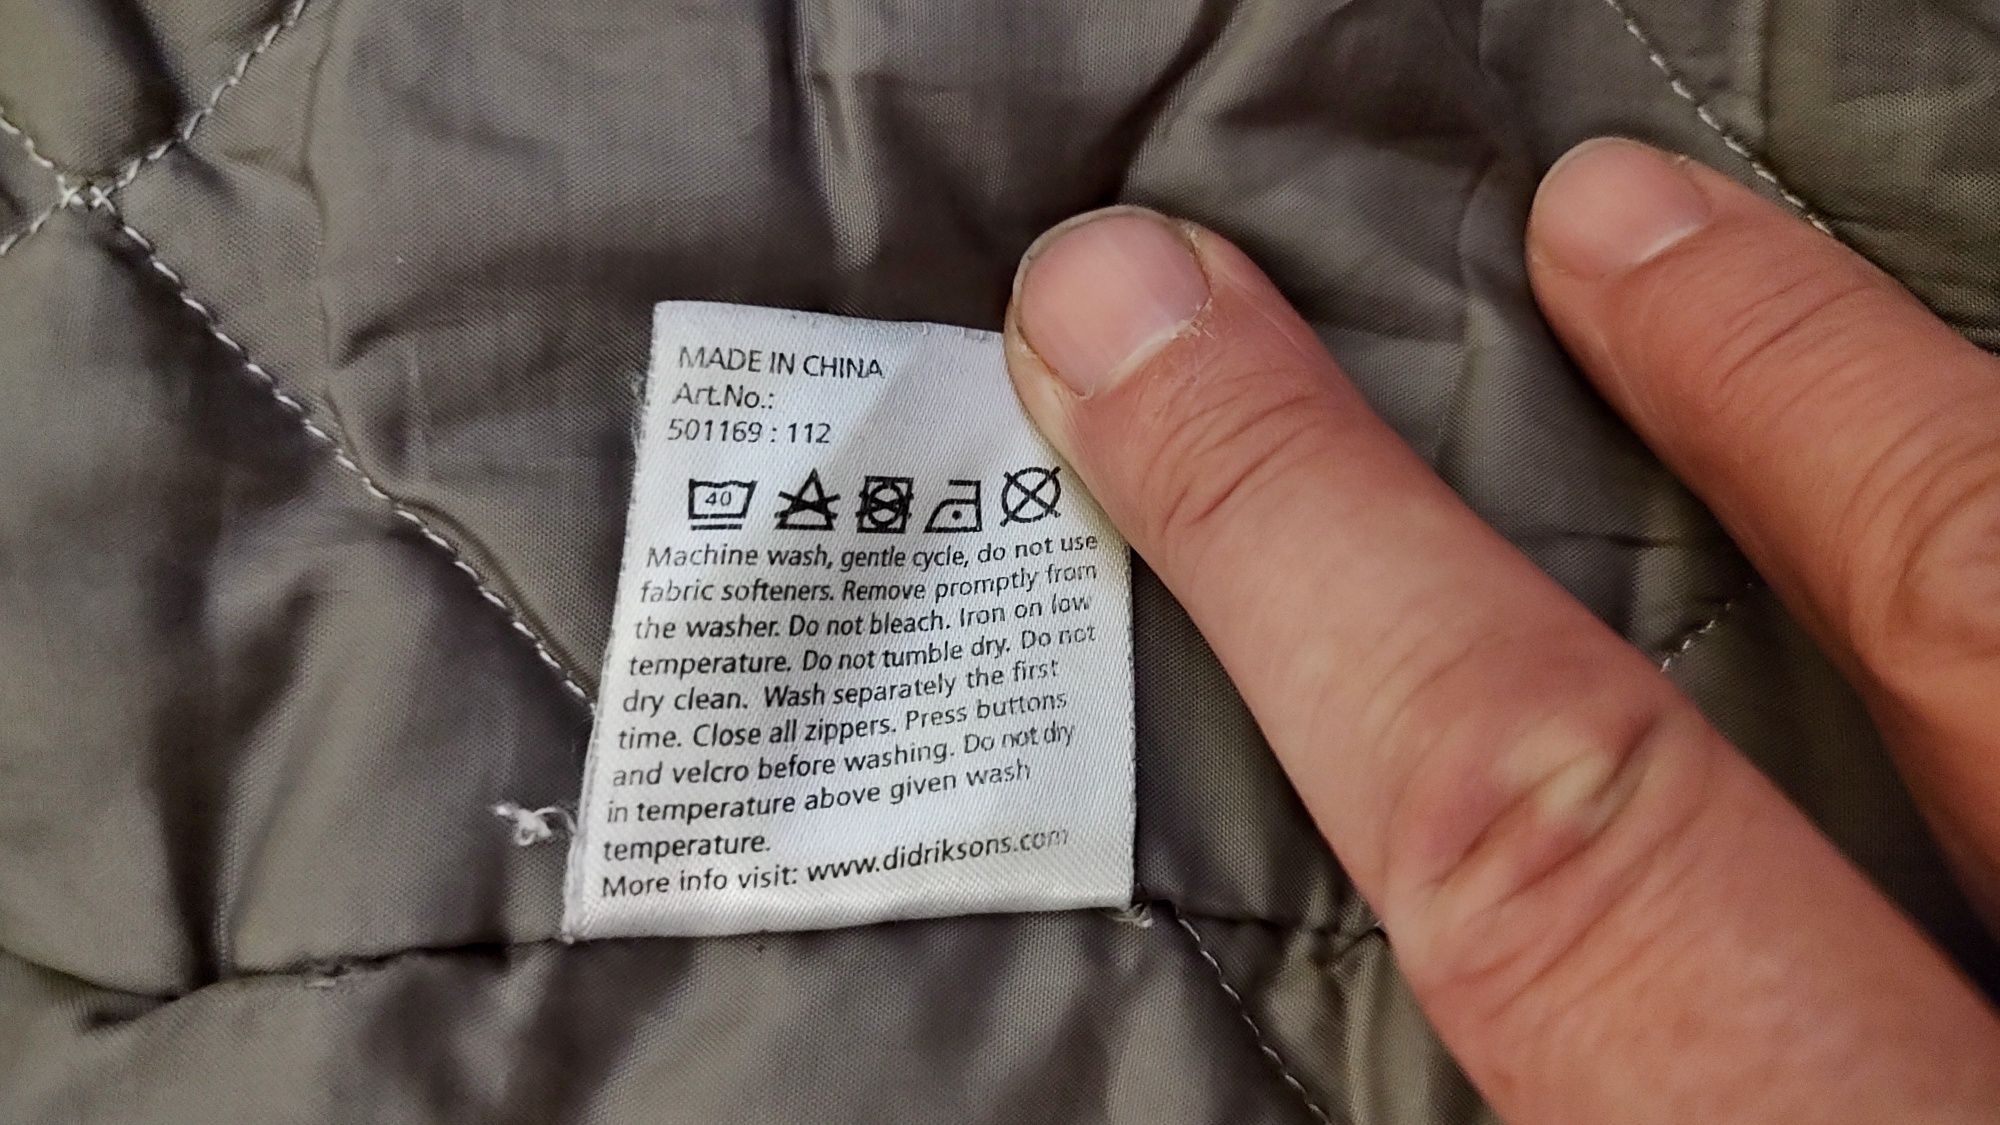 MADE IN CHINA
Art.No.:
501169 : 112
40
Machine wash, gentle cycle, do not use
fabric softeners. Remove promptly from
the washer. Do not bleach. Iron on low
temperature. Do not tumble dry. Do not
dry clean. Wash separately the first
time. Close all zippers. Press buttons
and velcro before washing. Do not dry
in temperature above given wash
temperature.
More info visit: www.didriksons.com